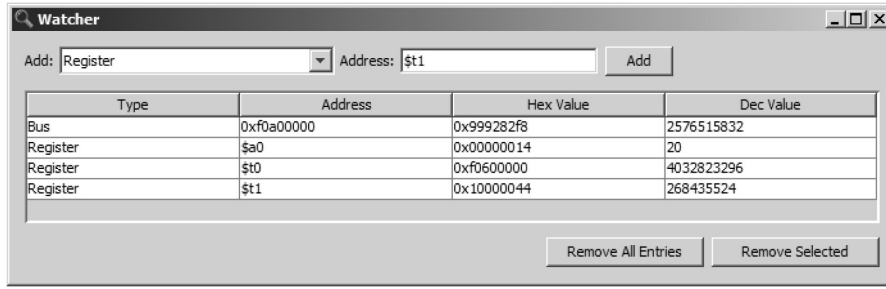 Watcher
Add: Register Address: $t1 Add
Type Address Hex Value Dec Value
Bus 0xf0a00000 0x999282f8 2576515832
Register $a0 0x00000014 20
Register $t0 0xf0600000 4032823296
Register $t1 0x10000044 268435524
Remove All Entries Remove Selected